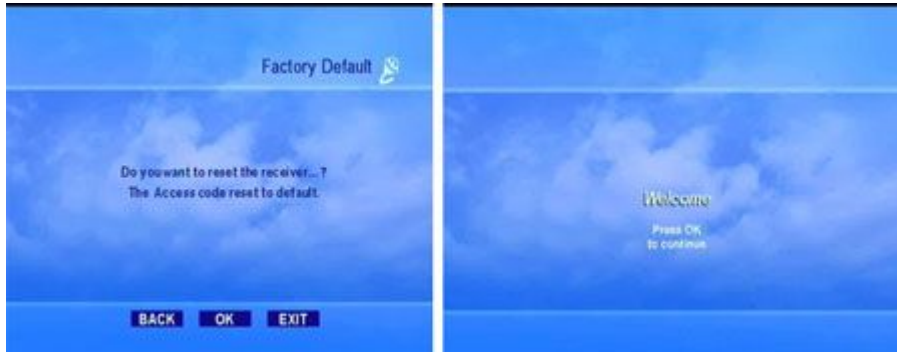 Factory Default
Do you want to reset the receiver...?
The Access code reset to default.
BACK OK EXIT
Welcome
Press OK
to continue